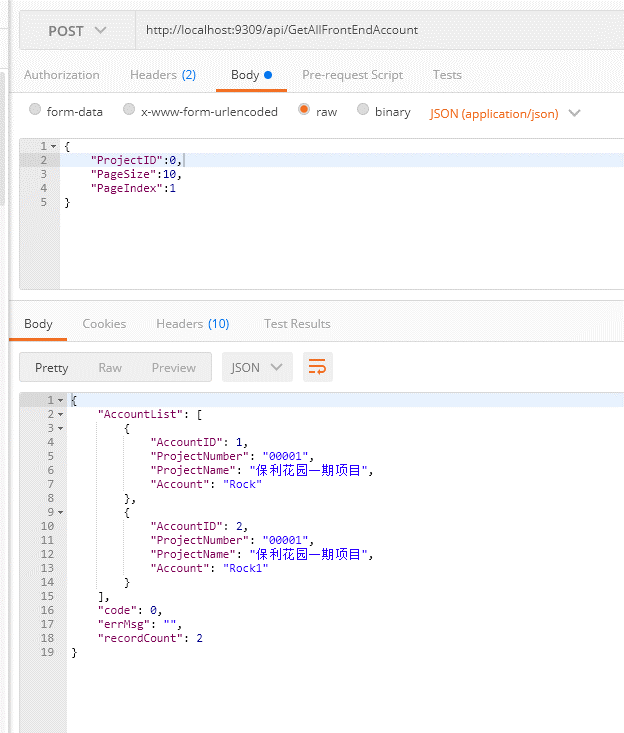 POST http://localhost:9309/api/GetAllFrontEndAccount
Authorization Headers (2) Body Pre-request Script Tests
form-data x-www-form-urlencoded raw binary JSON (application/json)
1 {
2 "ProjectID":0,
3 "PageSize":10,
4 "PageIndex":1
5 }
Body Cookies Headers (10) Test Results
Pretty Raw Preview JSON
1 {
2 "AccountList": [
3 {
4 "AccountID": 1,
5 "ProjectNumber": "00001",
6 "ProjectName": "保利花园一期项目",
7 "Account": "Rock"
8 },
9 {
10 "AccountID": 2,
11 "ProjectNumber": "00001",
12 "ProjectName": "保利花园一期项目",
13 "Account": "Rock1"
14 }
15 ],
16 "code": 0,
17 "errMsg": "",
18 "recordCount": 2
19 }